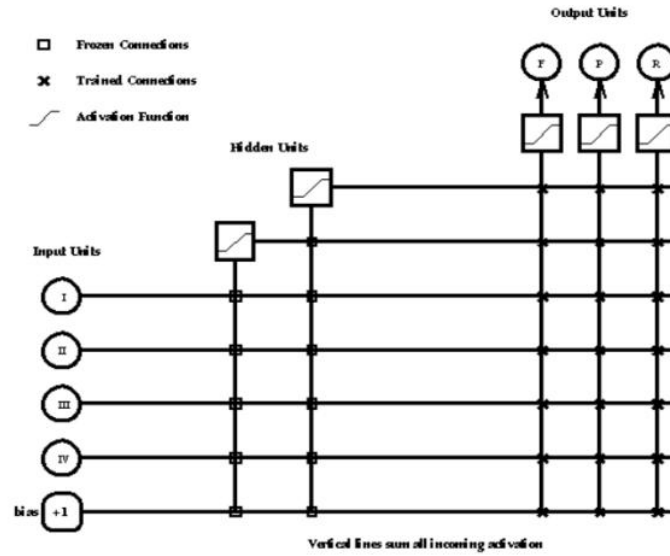 Output Units
Frozen Connections
F P R
Trained Connections
Activation Function
Hidden Units
Input Units
I
II
III
IV
bias +1
Vertical lines sum all incoming activation